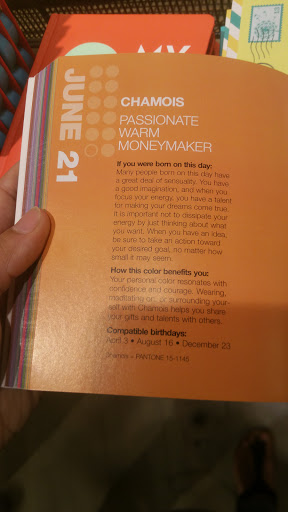 MY
JUNE 21
CHAMOIS
PASSIONATE
WARM
MONEYMAKER
If you were born on this day:
Many people born on this day have
a great deal of sensuality. You have
a good imagination, and when you
focus your energy, you have a talent
for making your dreams come true.
It is important not to dissipate your
energy by just thinking about what
you want. When you have an idea,
be sure to take an action toward
your desired goal, no matter how
small it may seem.
How this color benefits you:
Your personal color resonates with
confidence and courage. Wearing,
meditating on, or surrounding your-
self with Chamois helps you share
your gifts and talents with others.
Compatible birthdays:
April 3 • August 16 • December 23
Chamois = PANTONE 15-1145